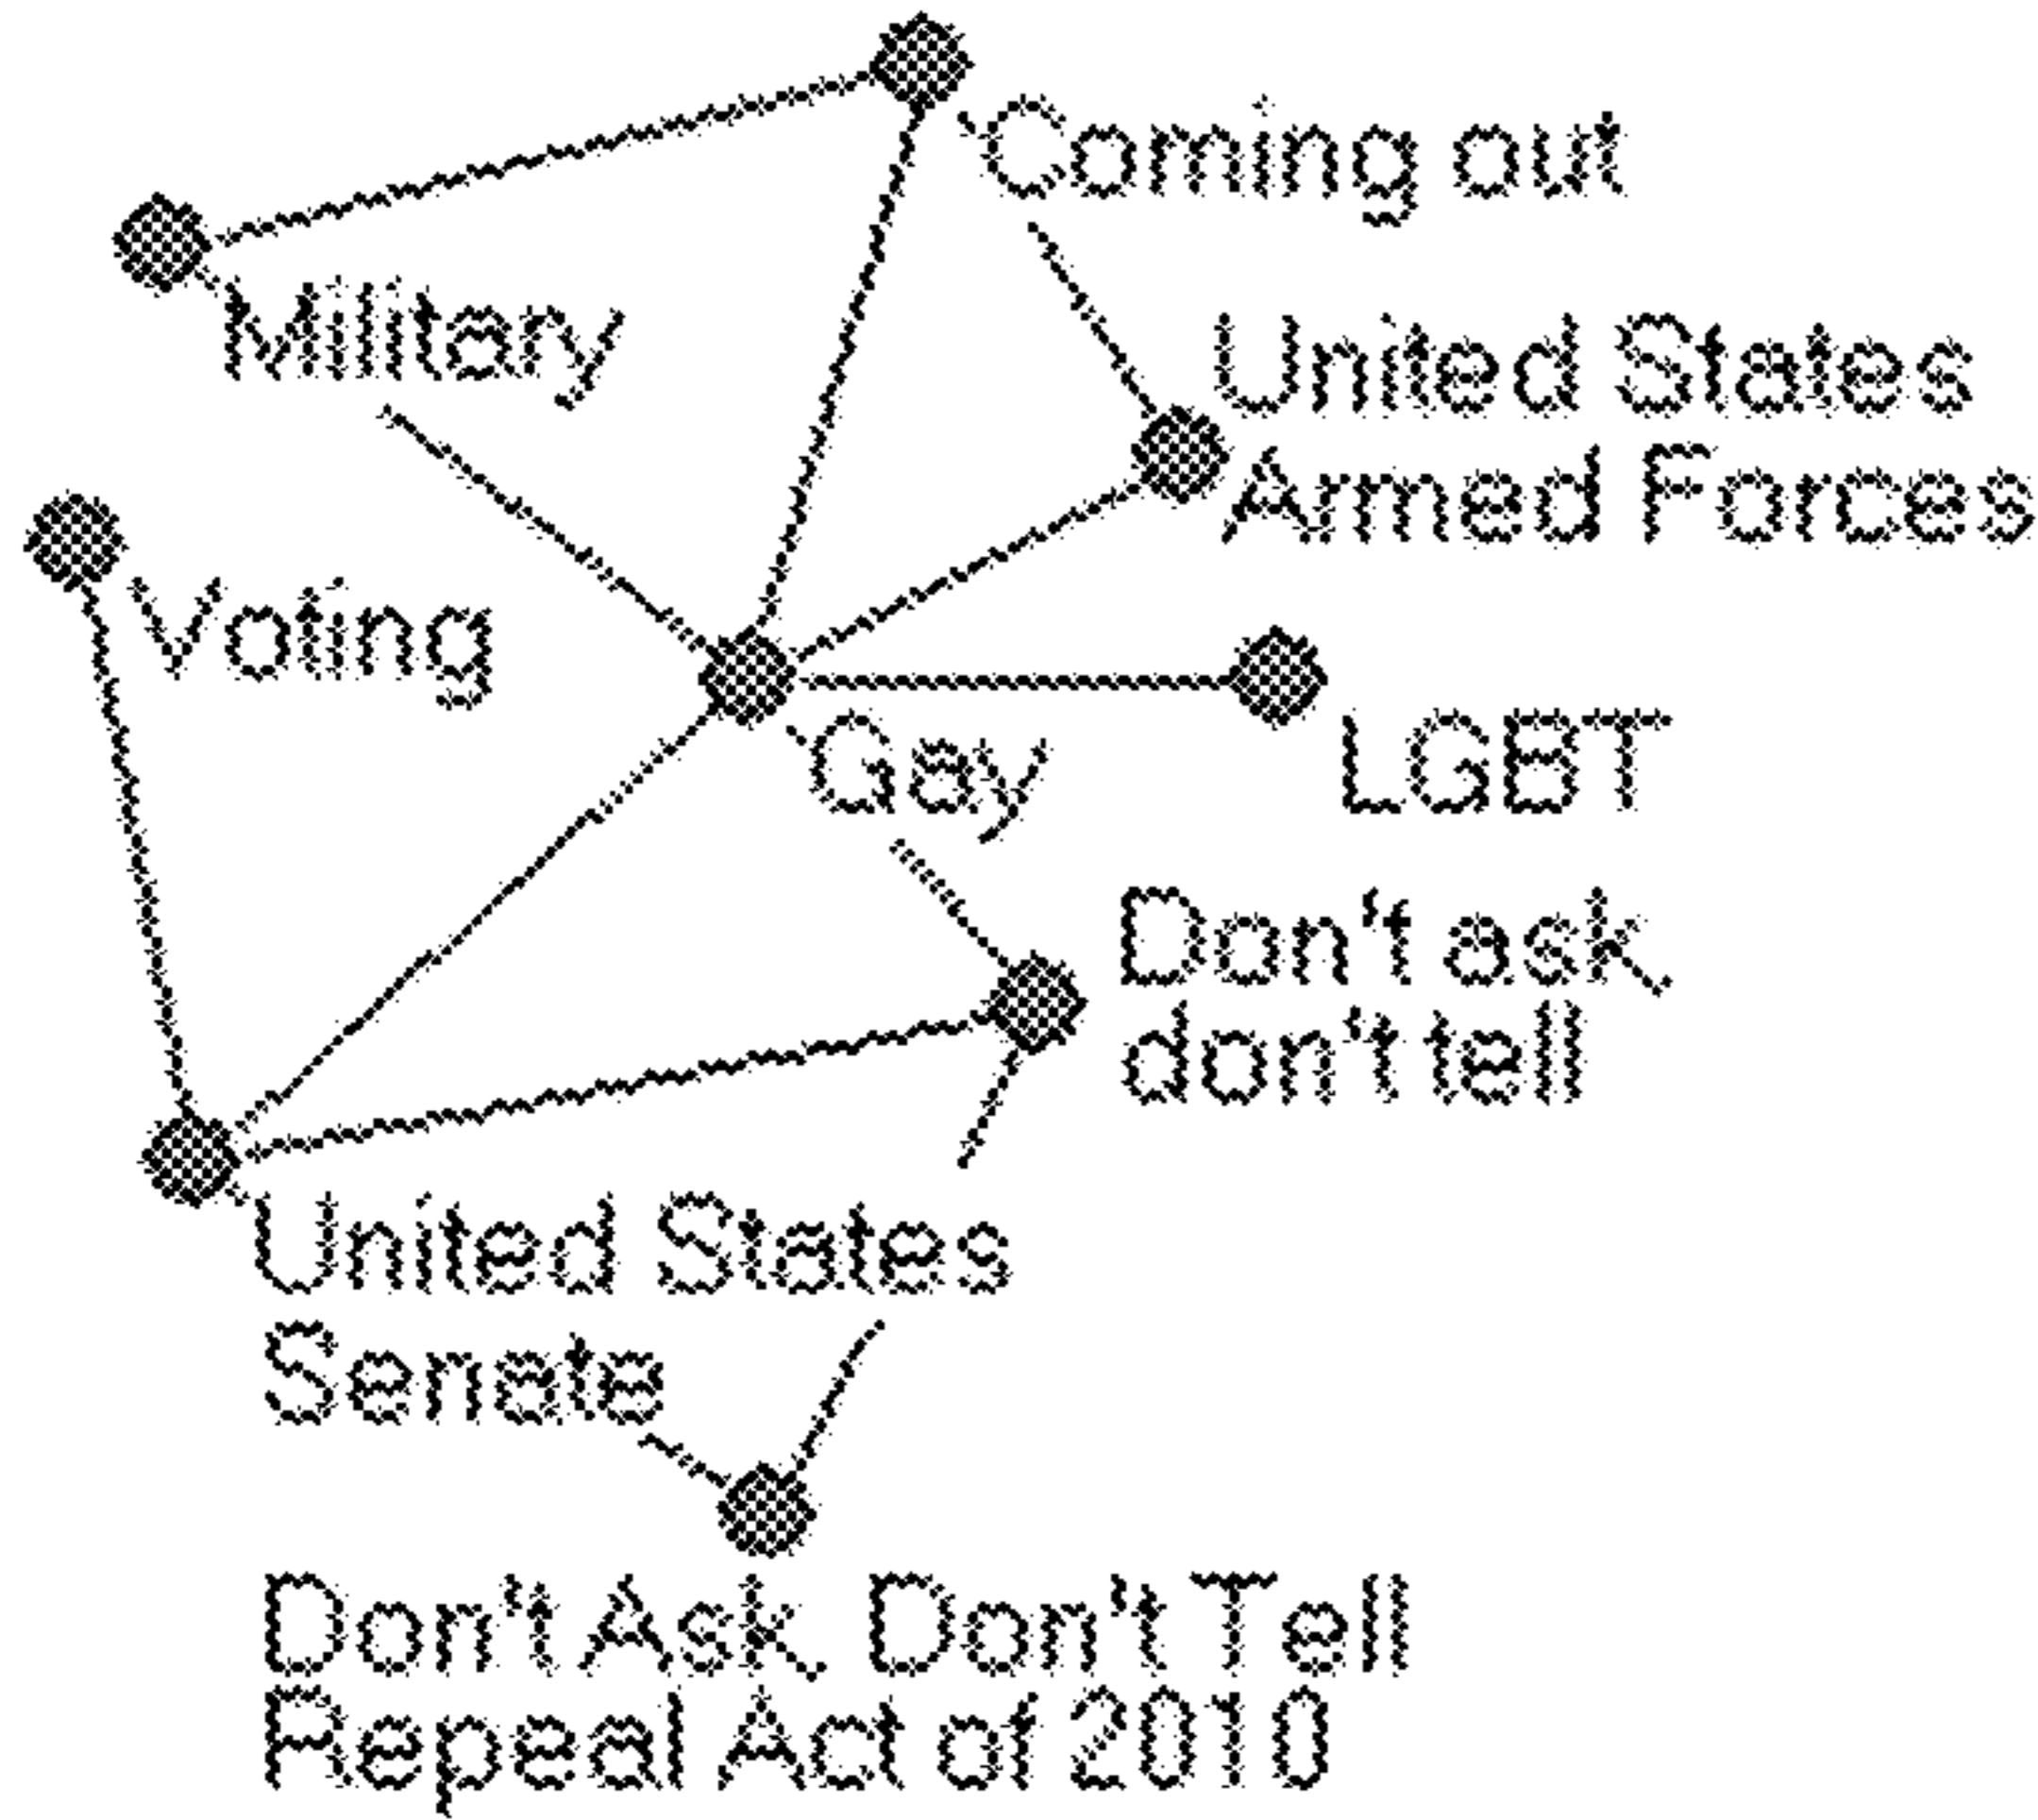 Coming out
Military
United States
Armed Forces
Voting
Gay
LGBT
Don't ask,
don't tell
United States
Senate
Don't Ask, Don't Tell
Repeal Act of 2010